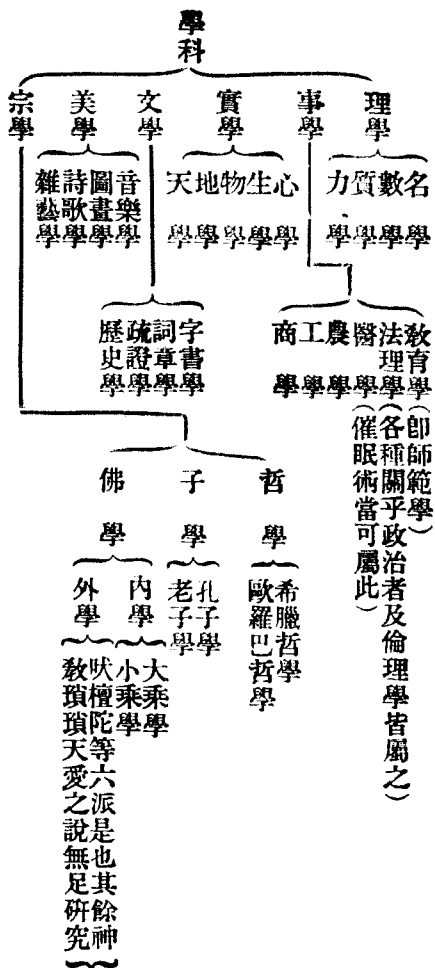 學科
理學
名學
數學
質學
力學
事學
敎育學(即師範學)
法理學(各種關乎政治者及倫理學皆屬之)
醫學(催眠術當可屬此)
農學
工學
商學
實學
心學
生學
物學
地學
天學
文學
字書學
詞章學
疏證學
歷史學
美學
音樂學
圖畫學
詩歌學
雜藝學
宗學
哲學
希臘哲學
歐羅巴哲學
子學
孔子學
老子學
佛學
內學
大乘學
小乘學
外學
吠檀陀等六派是也其餘神
敎瑣瑣天愛之說無足硏究